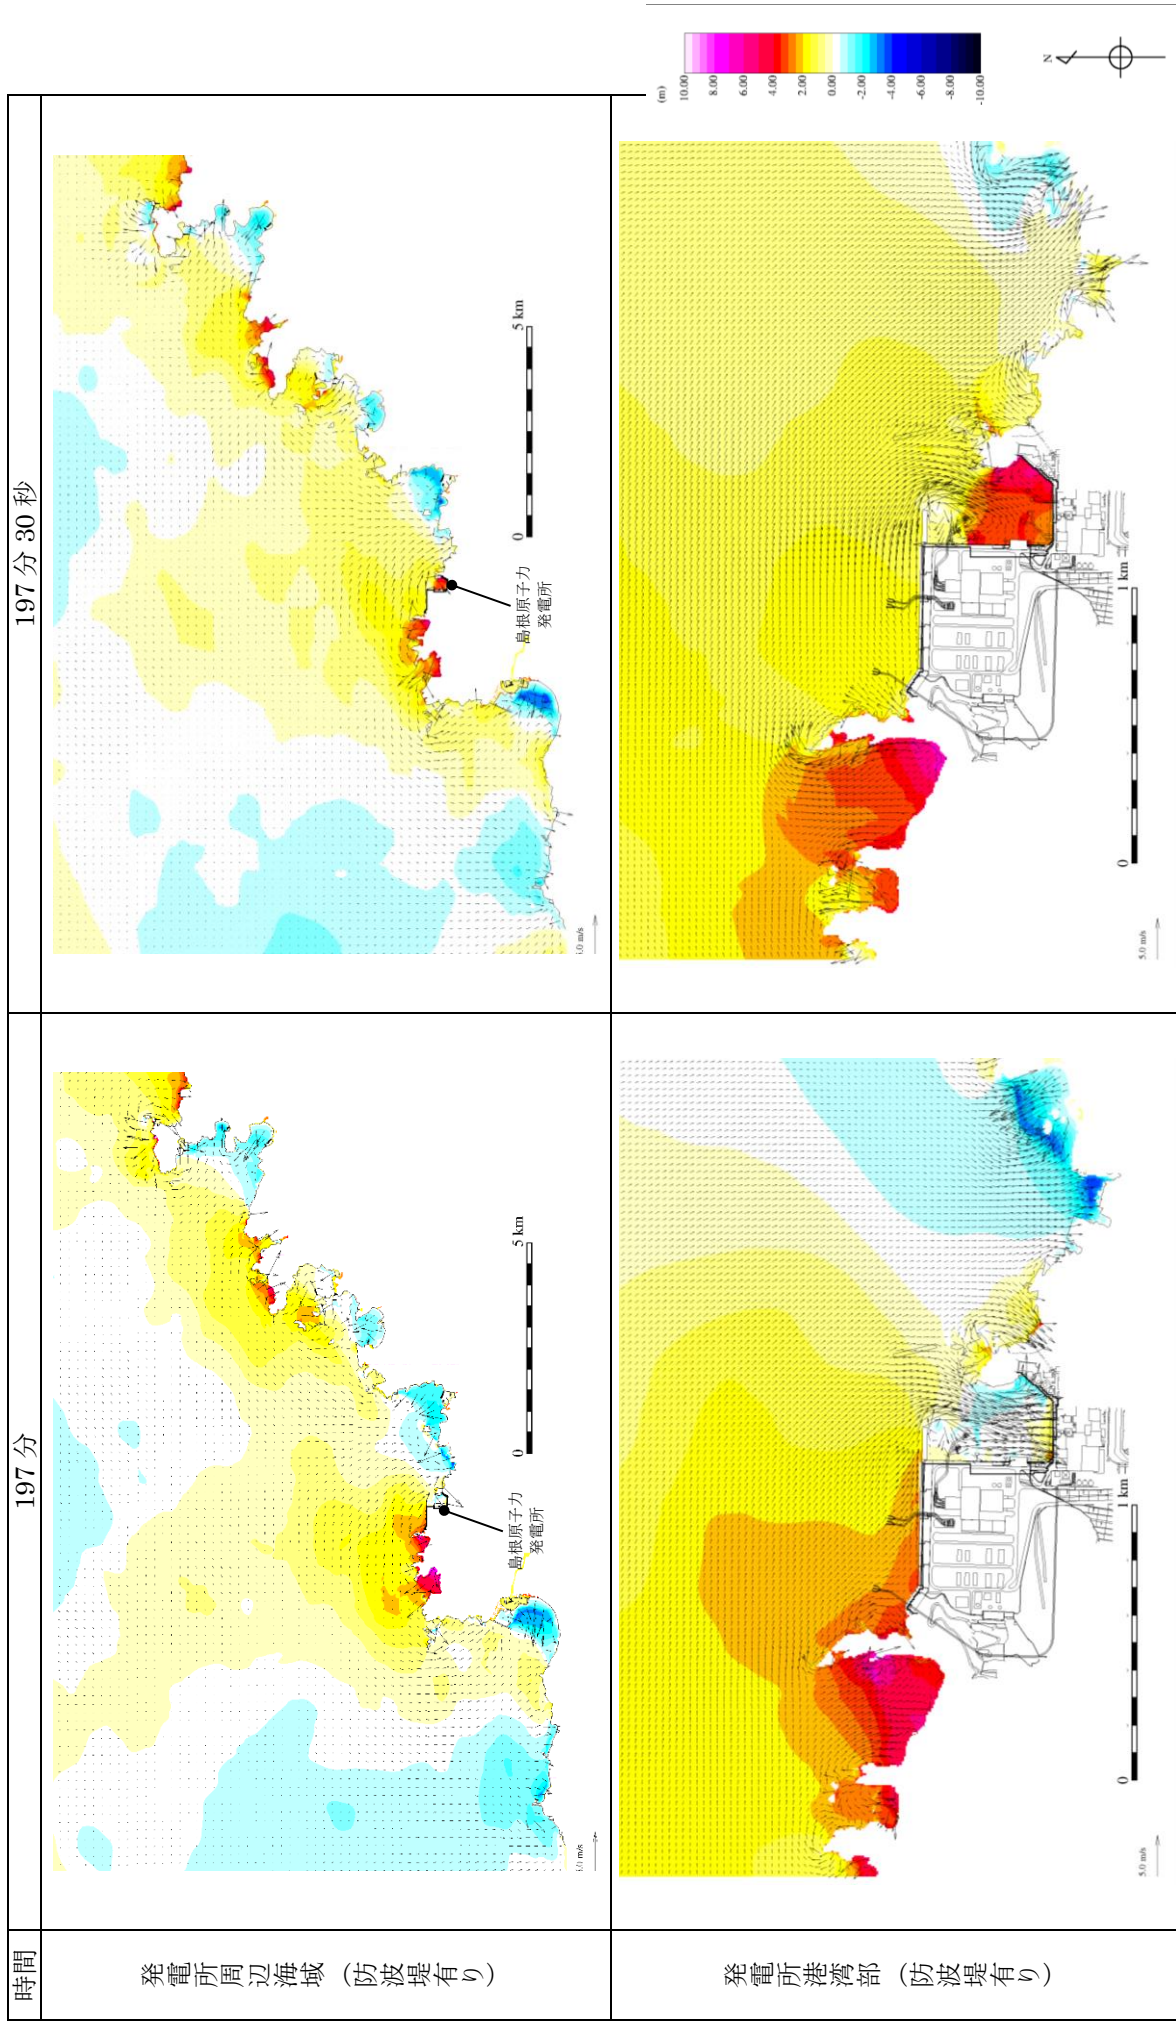 時間
197分
197分30秒
発電所周辺海域（防波堤有り）
島根原子力
発電所
0
5 km
5.0 m/s
島根原子力
発電所
0
5 km
5.0 m/s
発電所港湾部（防波堤有り）
0
1 km
5.0 m/s
0
1 km
5.0 m/s
(m)
10.00
8.00
6.00
4.00
2.00
0.00
-2.00
-4.00
-6.00
-8.00
-10.00
N